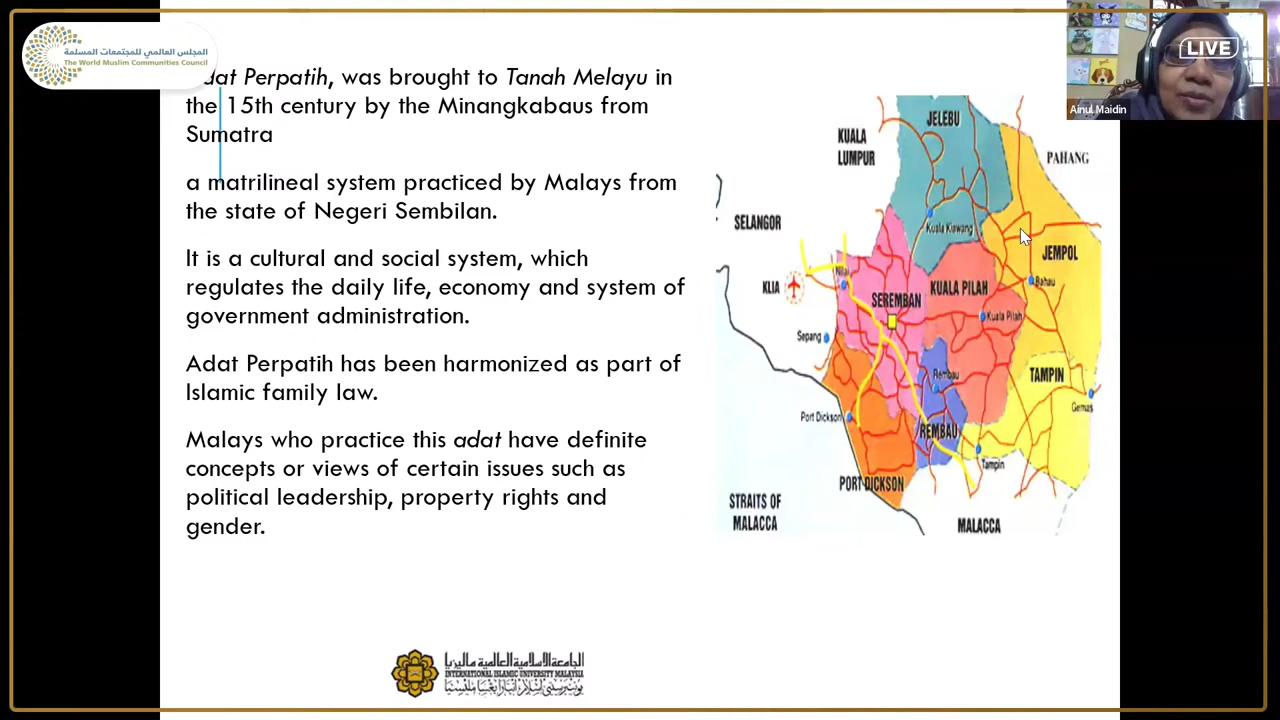 المجلس العالمي للمجتمعات المسلمة
The World Muslim Communities Council
LIVE
Ainul Maidin
dat Perpatih, was brought to Tanah Melayu in
the 15th century by the Minangkabaus from
Sumatra
a matrilineal system practiced by Malays from
the state of Negeri Sembilan.
It is a cultural and social system, which
regulates the daily life, economy and system of
government administration.
Adat Perpatih has been harmonized as part of
Islamic family law.
Malays who practice this adat have definite
concepts or views of certain issues such as
political leadership, property rights and
gender.
JELEBU
KUALA
LUMPUR
PAHANG
SELANGOR
Kuala Klawang
JEMPOL
Nilai
KLIA
KUALA PILAH
Bahau
SEREMBAN
Kuala Pilah
Sepang
Rembau
TAMPIN
Gemas
Port Dickson
REMBAU
Tampin
PORT DICKSON
STRAITS OF
MALACCA
MALACCA
الجامعة الإسلامية العالمية ماليزيا
INTERNATIONAL ISLAMIC UNIVERSITY MALAYSIA